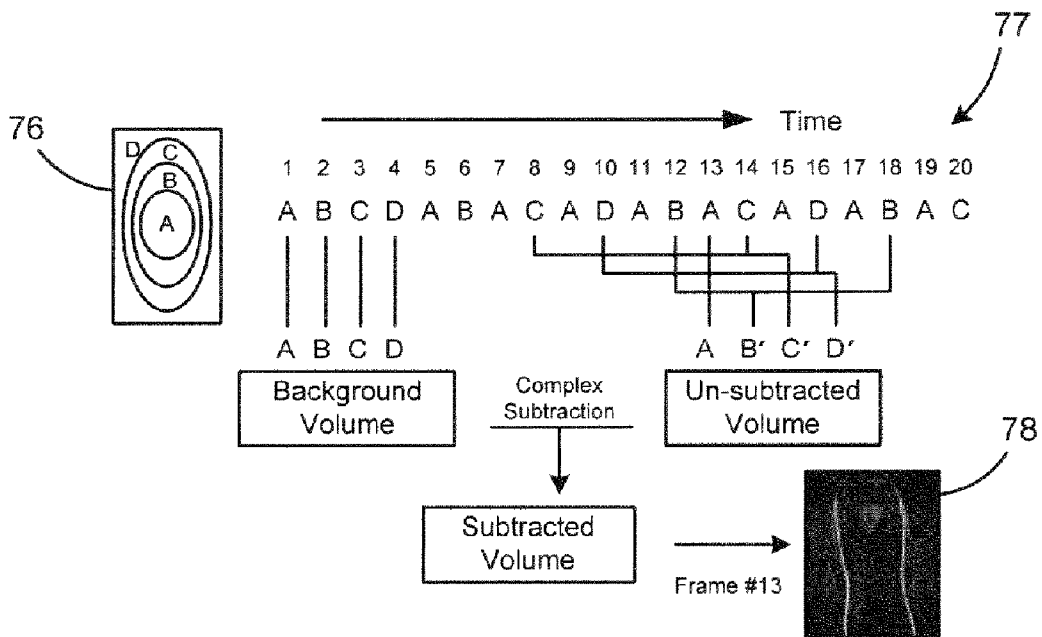 77
76
Time
D C
B
A
1 2 3 4 5 6 7 8 9 10 11 12 13 14 15 16 17 18 19 20
A B C D A B A C A D A B A C A D A B A C
A B C D
A B′ C′ D′
Background
Volume
Complex
Subtraction
Un-subtracted
Volume
78
Subtracted
Volume
Frame #13